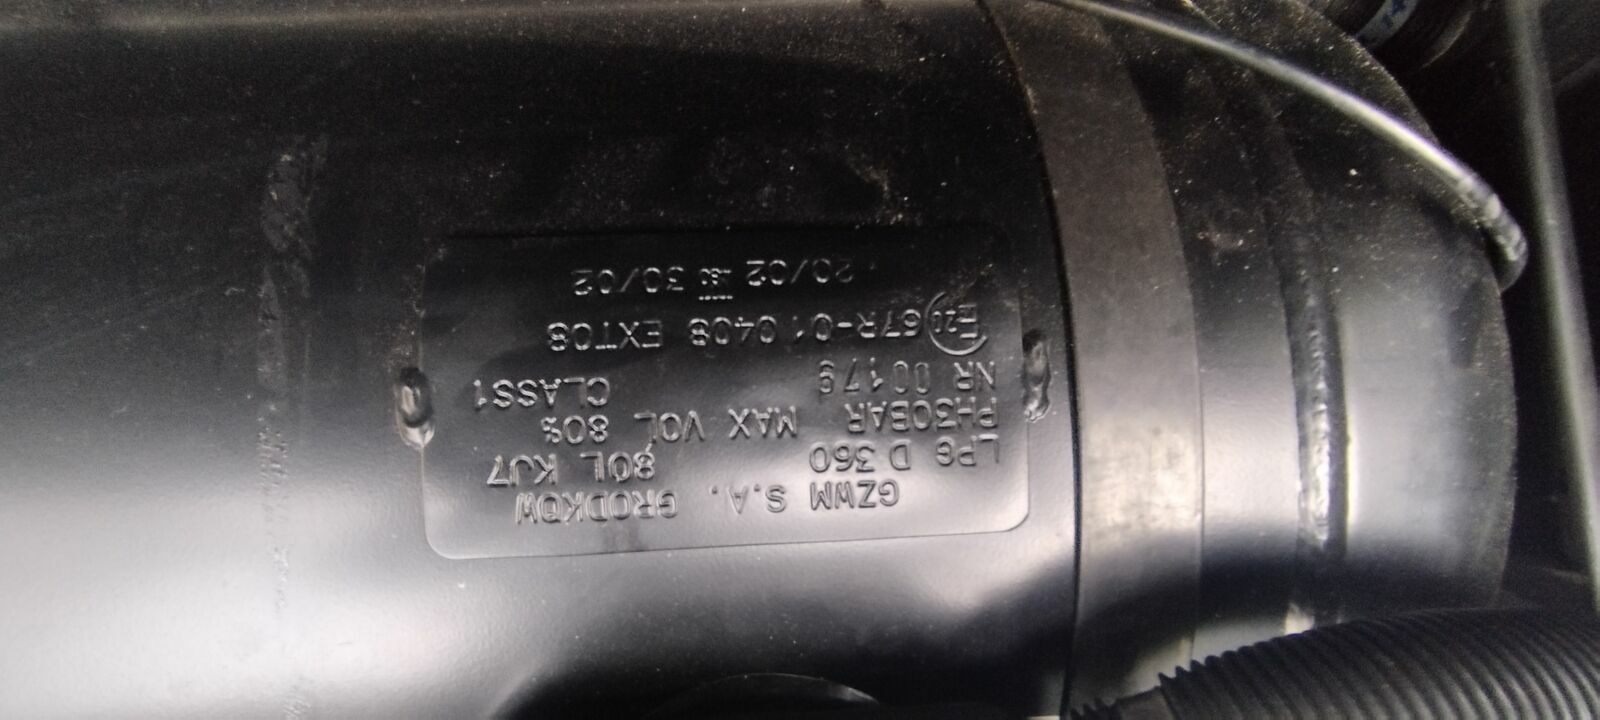 GZWM S.A. GRODKOW
LPG D 360 80L KJ7
PH30BAR MAX VOL 80%
NR 00179 CLASS1
E20 67R-01 0408 EXT08
20/02 30/02